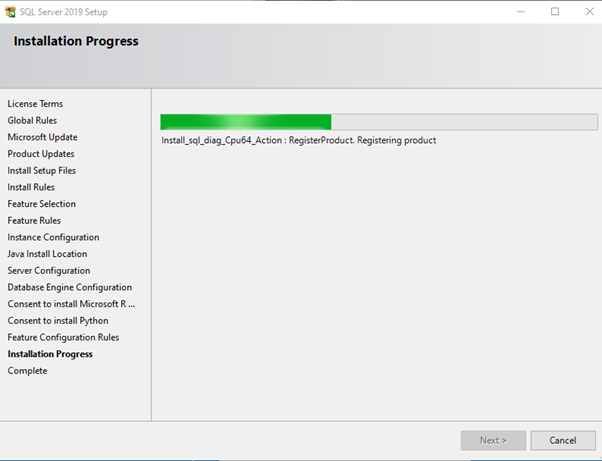 SQL Server 2019 Setup
Installation Progress
License Terms
Global Rules
Microsoft Update
Product Updates
Install Setup Files
Install Rules
Feature Selection
Feature Rules
Instance Configuration
Java Install Location
Server Configuration
Database Engine Configuration
Consent to install Microsoft R ...
Consent to install Python
Feature Configuration Rules
Installation Progress
Complete
Install_sql_diag_Cpu64_Action : RegisterProduct. Registering product
Next >
Cancel